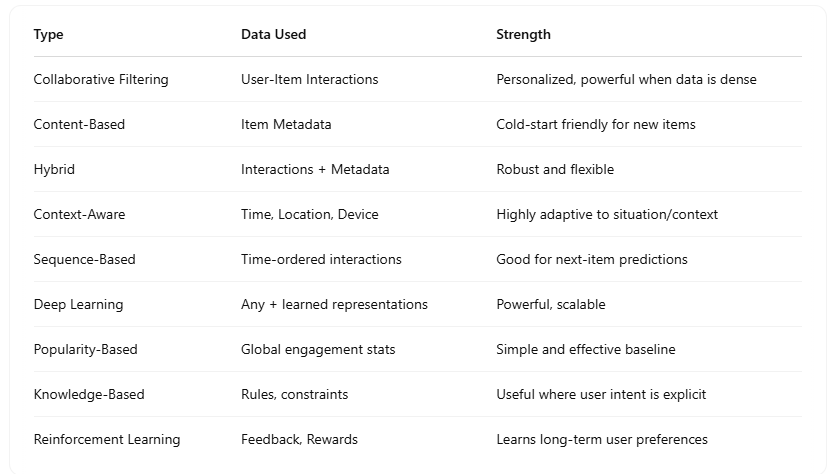 Type Data Used Strength
Collaborative Filtering User-Item Interactions Personalized, powerful when data is dense
Content-Based Item Metadata Cold-start friendly for new items
Hybrid Interactions + Metadata Robust and flexible
Context-Aware Time, Location, Device Highly adaptive to situation/context
Sequence-Based Time-ordered interactions Good for next-item predictions
Deep Learning Any + learned representations Powerful, scalable
Popularity-Based Global engagement stats Simple and effective baseline
Knowledge-Based Rules, constraints Useful where user intent is explicit
Reinforcement Learning Feedback, Rewards Learns long-term user preferences